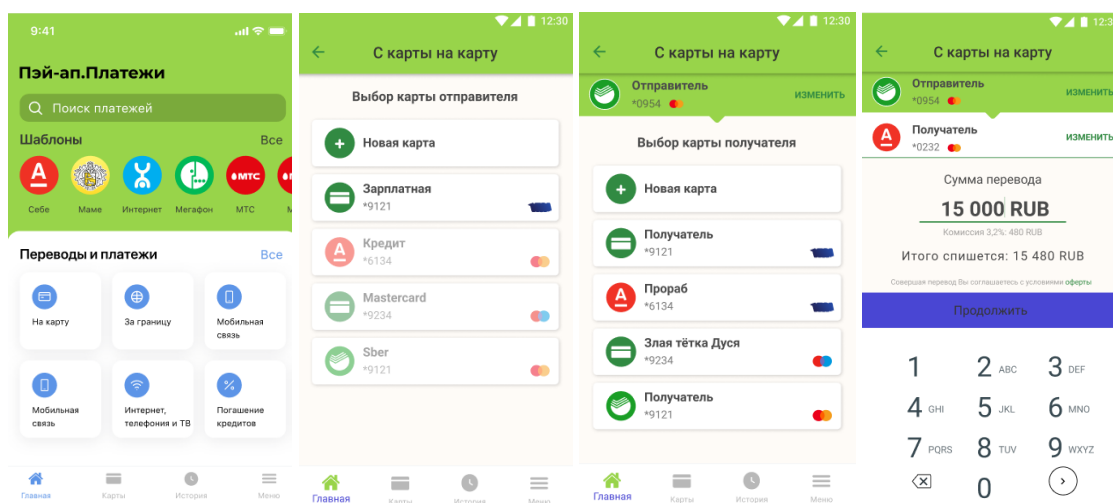 9:41
Пэй-ап.Платежи
Поиск платежей
Шаблоны
Все
А
МТС
Себе
Маме
Интернет
Мегафон
МТС
М
Переводы и платежи
Все
На карту
За границу
Мобильная
связь
Мобильная
связь
Интернет,
телефония и ТВ
Погашение
кредитов
Главная
Карты
История
Меню
12:30
С карты на карту
Выбор карты отправителя
Новая карта
Зарплатная
*9121
А
Кредит
*6134
Mastercard
*9234
Sber
*9121
Главная
Карты
История
Меню
12:30
С карты на карту
Отправитель
*0954
ИЗМЕНИТЬ
Выбор карты получателя
Новая карта
Получатель
*9121
А
Прораб
*6134
Злая тётка Дуся
*9234
Получатель
*9121
Главная
Карты
История
Меню
12:3
С карты на карту
Отправитель
*0954
ИЗМЕНИТЬ
А
Получатель
*0232
ИЗМЕНИТЬ
Сумма перевода
15 000 RUB
Комиссия 3,2%: 480 RUB
Итого спишется: 15 480 RUB
Совершая перевод Вы соглашаетесь с условиями оферты
Продолжить
1
2 ABC
3 DEF
4 GHI
5 JKL
6 MNO
7 PQRS
8 TUV
9 WXYZ
0